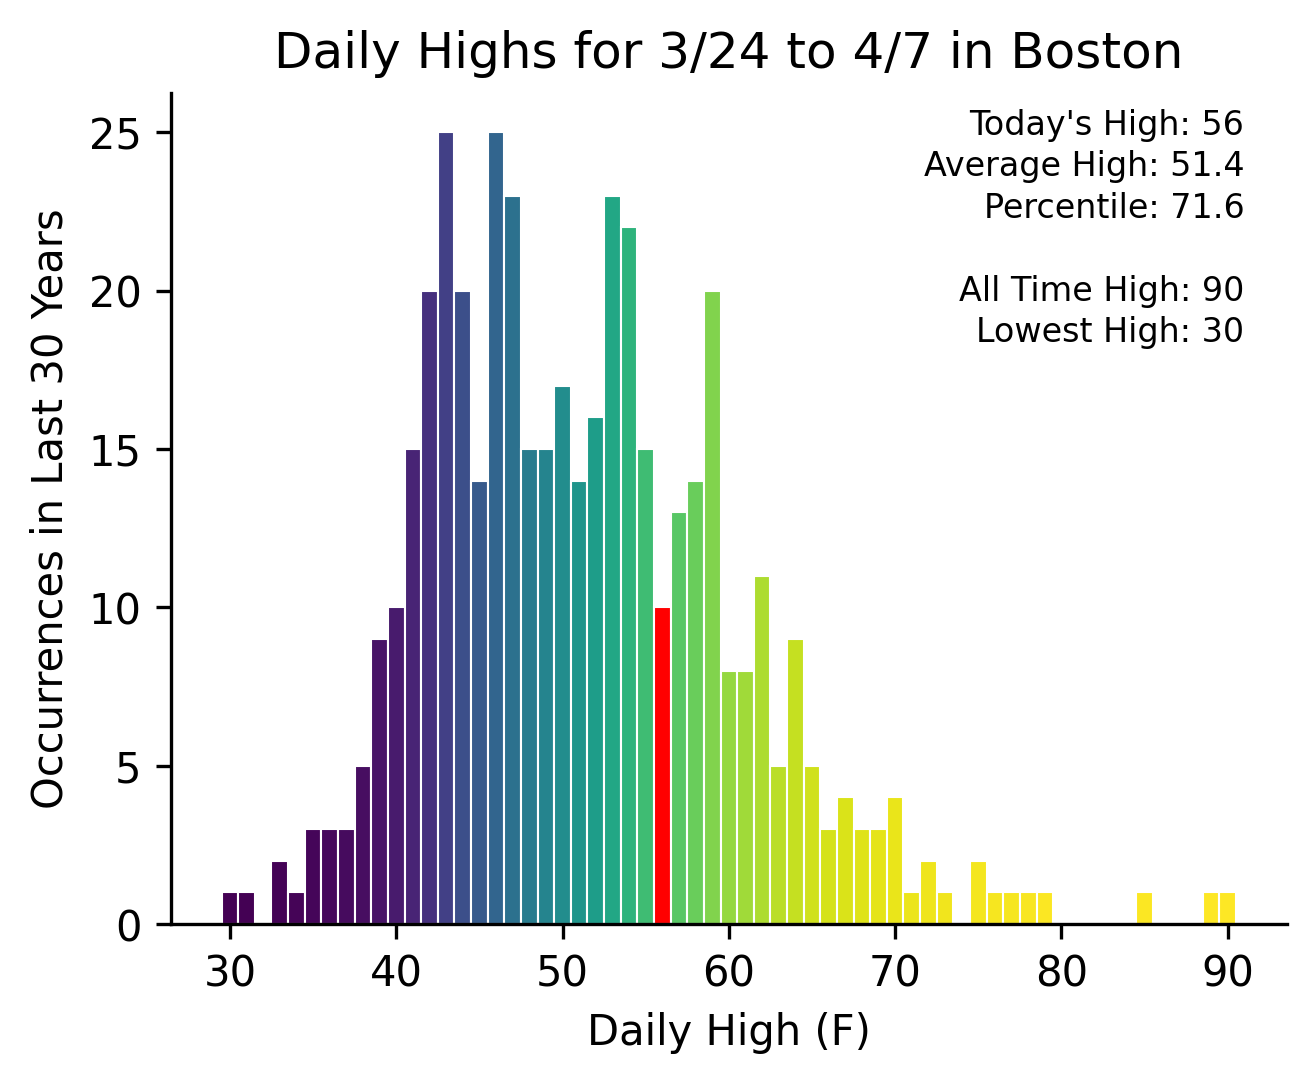 Daily Highs for 3/24 to 4/7 in Boston
Today's High: 56
Average High: 51.4
Percentile: 71.6
All Time High: 90
Lowest High: 30
Occurrences in Last 30 Years
25
20
15
10
5
0
30 40 50 60 70 80 90
Daily High (F)